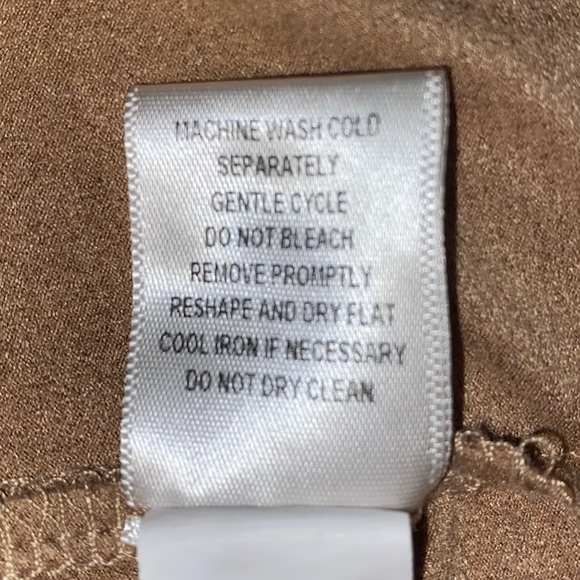 MACHINE WASH COLD
SEPARATELY
GENTLE CYCLE
DO NOT BLEACH
REMOVE PROMPTLY
RESHAPE AND DRY FLAT
COOL IRON IF NECESSARY
DO NOT DRY CLEAN